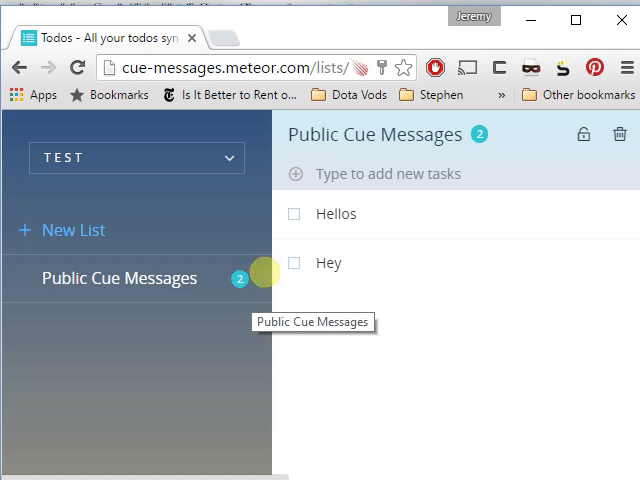 Jeremy
Todos - All your todos syn
cue-messages.meteor.com/lists/
Apps Bookmarks Is It Better to Rent o... Dota Vods Stephen » Other bookmarks
TEST
Public Cue Messages 2
Type to add new tasks
New List
Hellos
Public Cue Messages 2
Hey
Public Cue Messages